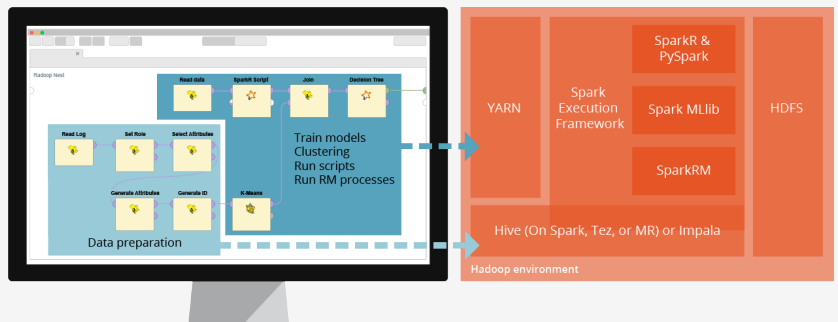 Radoop Nest
Read data
SparkR Script
Join
Decision Tree
Train models
Clustering
Run scripts
Run RM processes
Read Log
Set Role
Select Attributes
Generate Attributes
Generate ID
K-Means
Data preparation
YARN
Spark
Execution
Framework
SparkR &
PySpark
Spark MLlib
SparkRM
HDFS
Hive (On Spark, Tez, or MR) or Impala
Hadoop environment